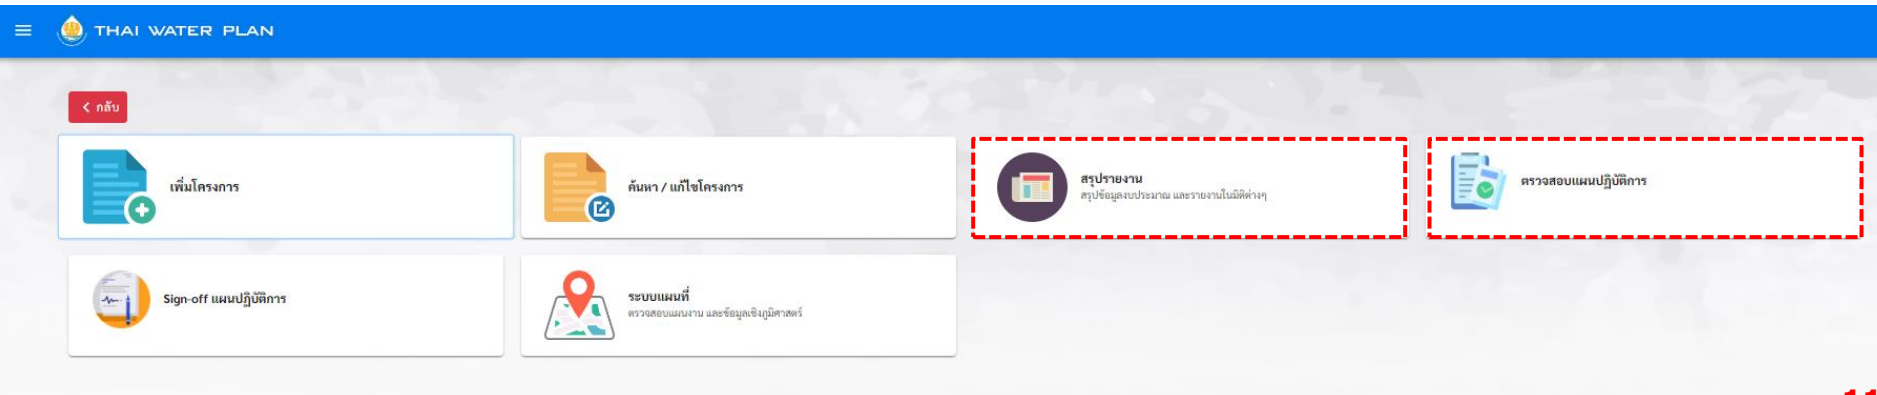 THAI WATER PLAN
กลับ
เพิ่มโครงการ
ค้นหา / แก้ไขโครงการ
สรุปรายงาน
สรุปข้อมูลงบประมาณ และรายงานในมิติต่างๆ
ตรวจสอบแผนปฏิบัติการ
Sign-off แผนปฏิบัติการ
ระบบแผนที่
ตรวจสอบแผนงาน และข้อมูลเชิงภูมิศาสตร์